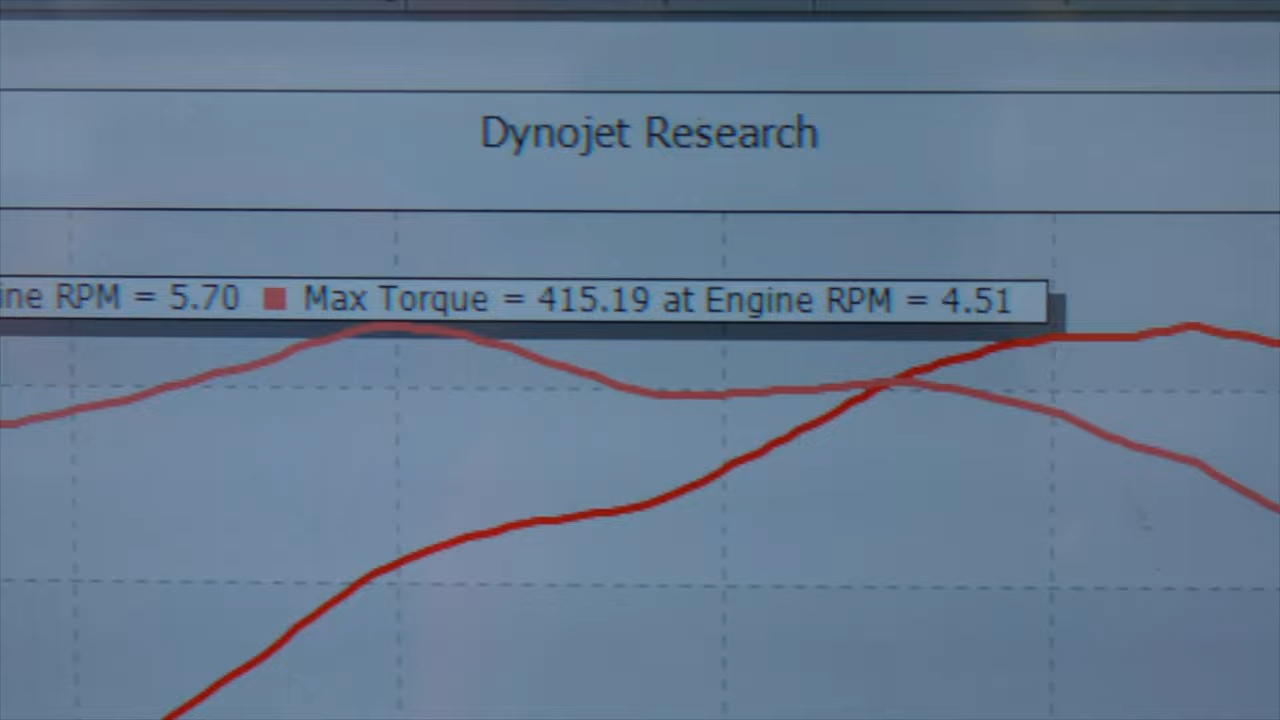 Dynojet Research
ine RPM = 5.70 Max Torque = 415.19 at Engine RPM = 4.51